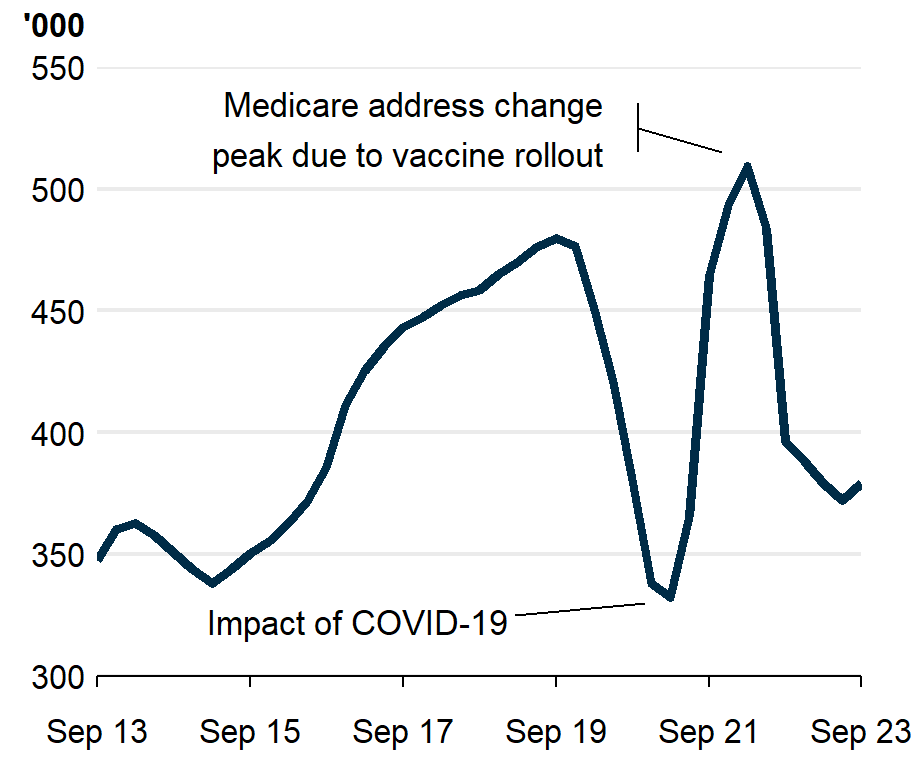 '000
550
Medicare address change
peak due to vaccine rollout
500
450
400
350
Impact of COVID-19
300
Sep 13 Sep 15 Sep 17 Sep 19 Sep 21 Sep 23